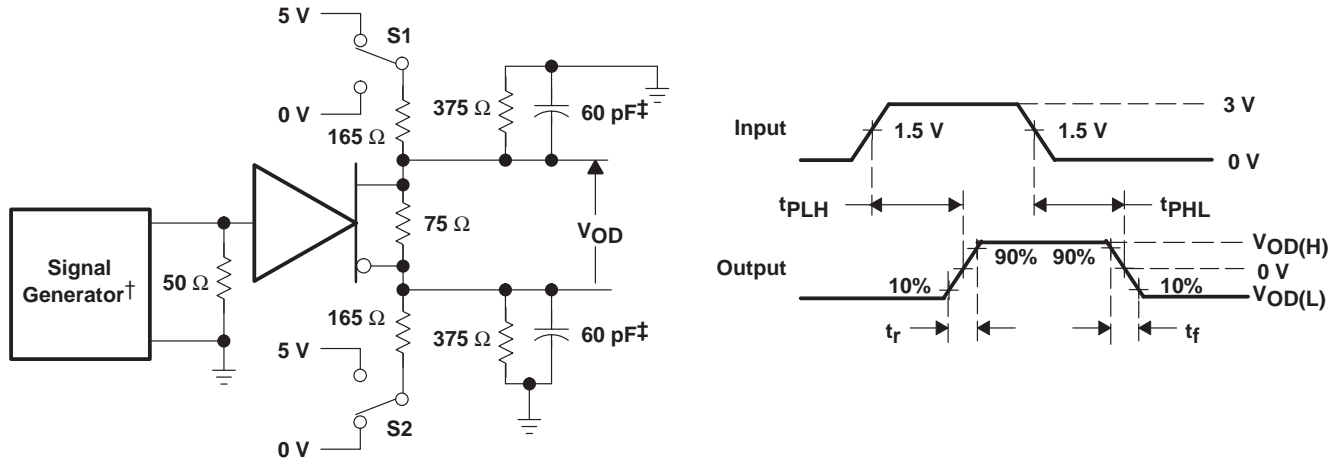 5 V
S1
0 V
375 Ω
60 pF‡
165 Ω
Signal
Generator†
50 Ω
75 Ω
VOD
165 Ω
375 Ω
60 pF‡
5 V
S2
0 V
Input
1.5 V
1.5 V
3 V
0 V
tPLH
tPHL
Output
10%
90%
90%
10%
VOD(H)
0 V
VOD(L)
tr
tf